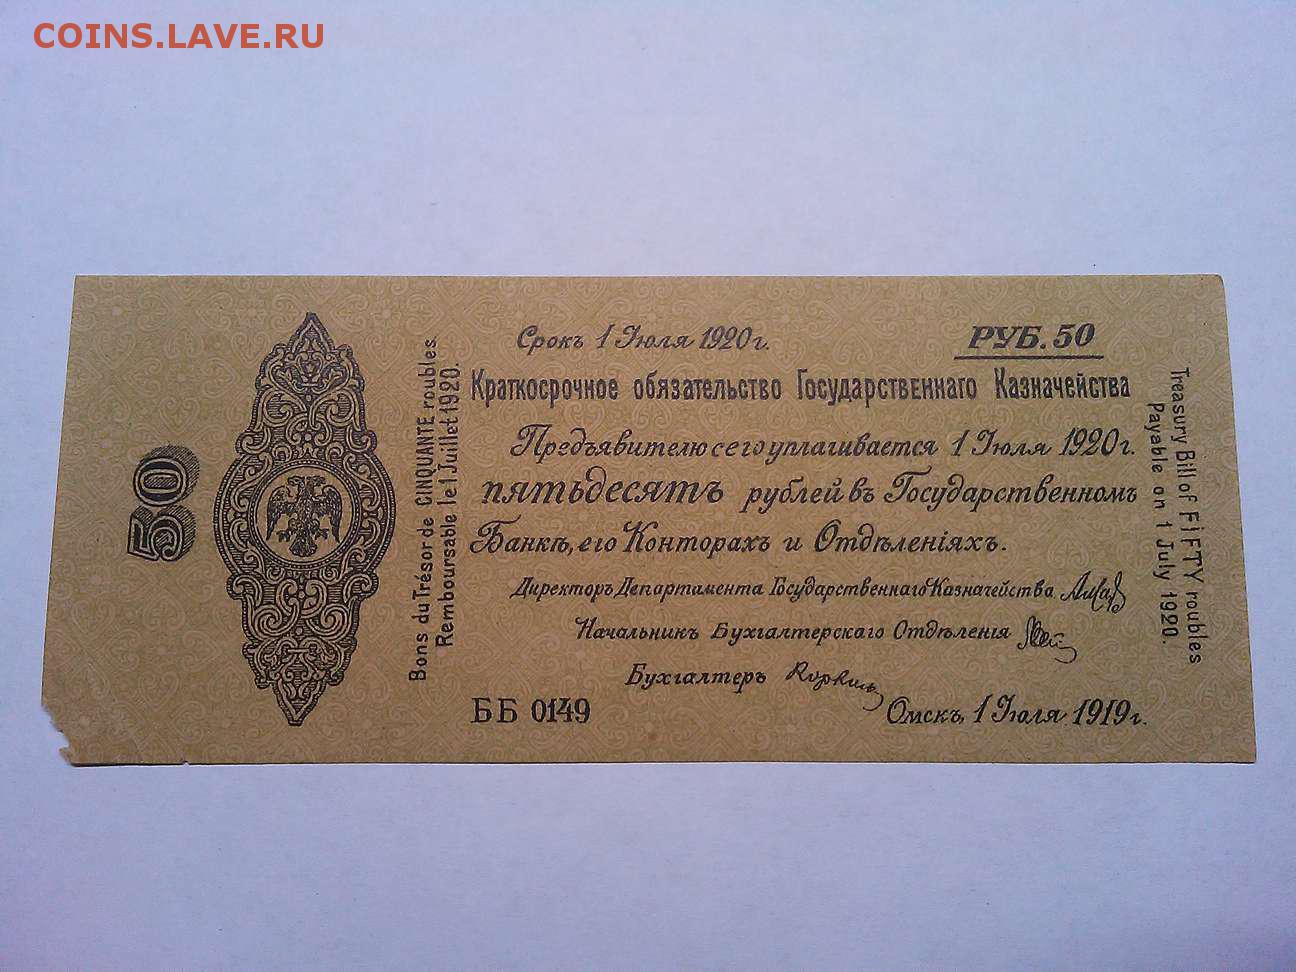 COINS.LAVE.RU
50
Bons du Trésor de CINQUANTE roubles.
Remboursable le 1 Juillet 1920.
Срокъ 1 Іюля 1920 г.
РУБ. 50
Краткосрочное обязательство Государственнаго Казначейства
Предъявителю сего уплачивается 1 Іюля 1920 г.
пятьдесятъ рублей въ Государственномъ
Банкѣ, его Конторахъ и Отдѣленіяхъ.
Директоръ Департамента Государственнаго Казначейства
Начальникъ Бухгалтерскаго Отдѣленія
Бухгалтеръ
ББ 0149
Омскъ, 1 Іюля 1919 г.
Treasury Bill of FIFTY roubles
Payable on 1 July 1920.